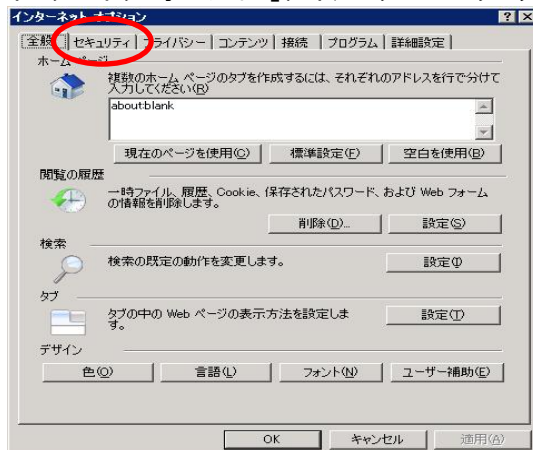 インターネット オプション
全般 セキュリティ プライバシー コンテンツ 接続 プログラム 詳細設定
ホーム ページ
複数のホーム ページのタブを作成するには、それぞれのアドレスを行で分けて
入力してください(R)
about:blank
現在のページを使用(C) 標準設定(F) 空白を使用(B)
閲覧の履歴
一時ファイル、履歴、Cookie、保存されたパスワード、および Web フォーム
の情報を削除します。
削除(D)... 設定(S)
検索
検索の既定の動作を変更します。 設定(I)
タブ
タブの中の Web ページの表示方法を設定しま
す。
設定(T)
デザイン
色(O) 言語(L) フォント(N) ユーザー補助(E)
OK キャンセル 適用(A)